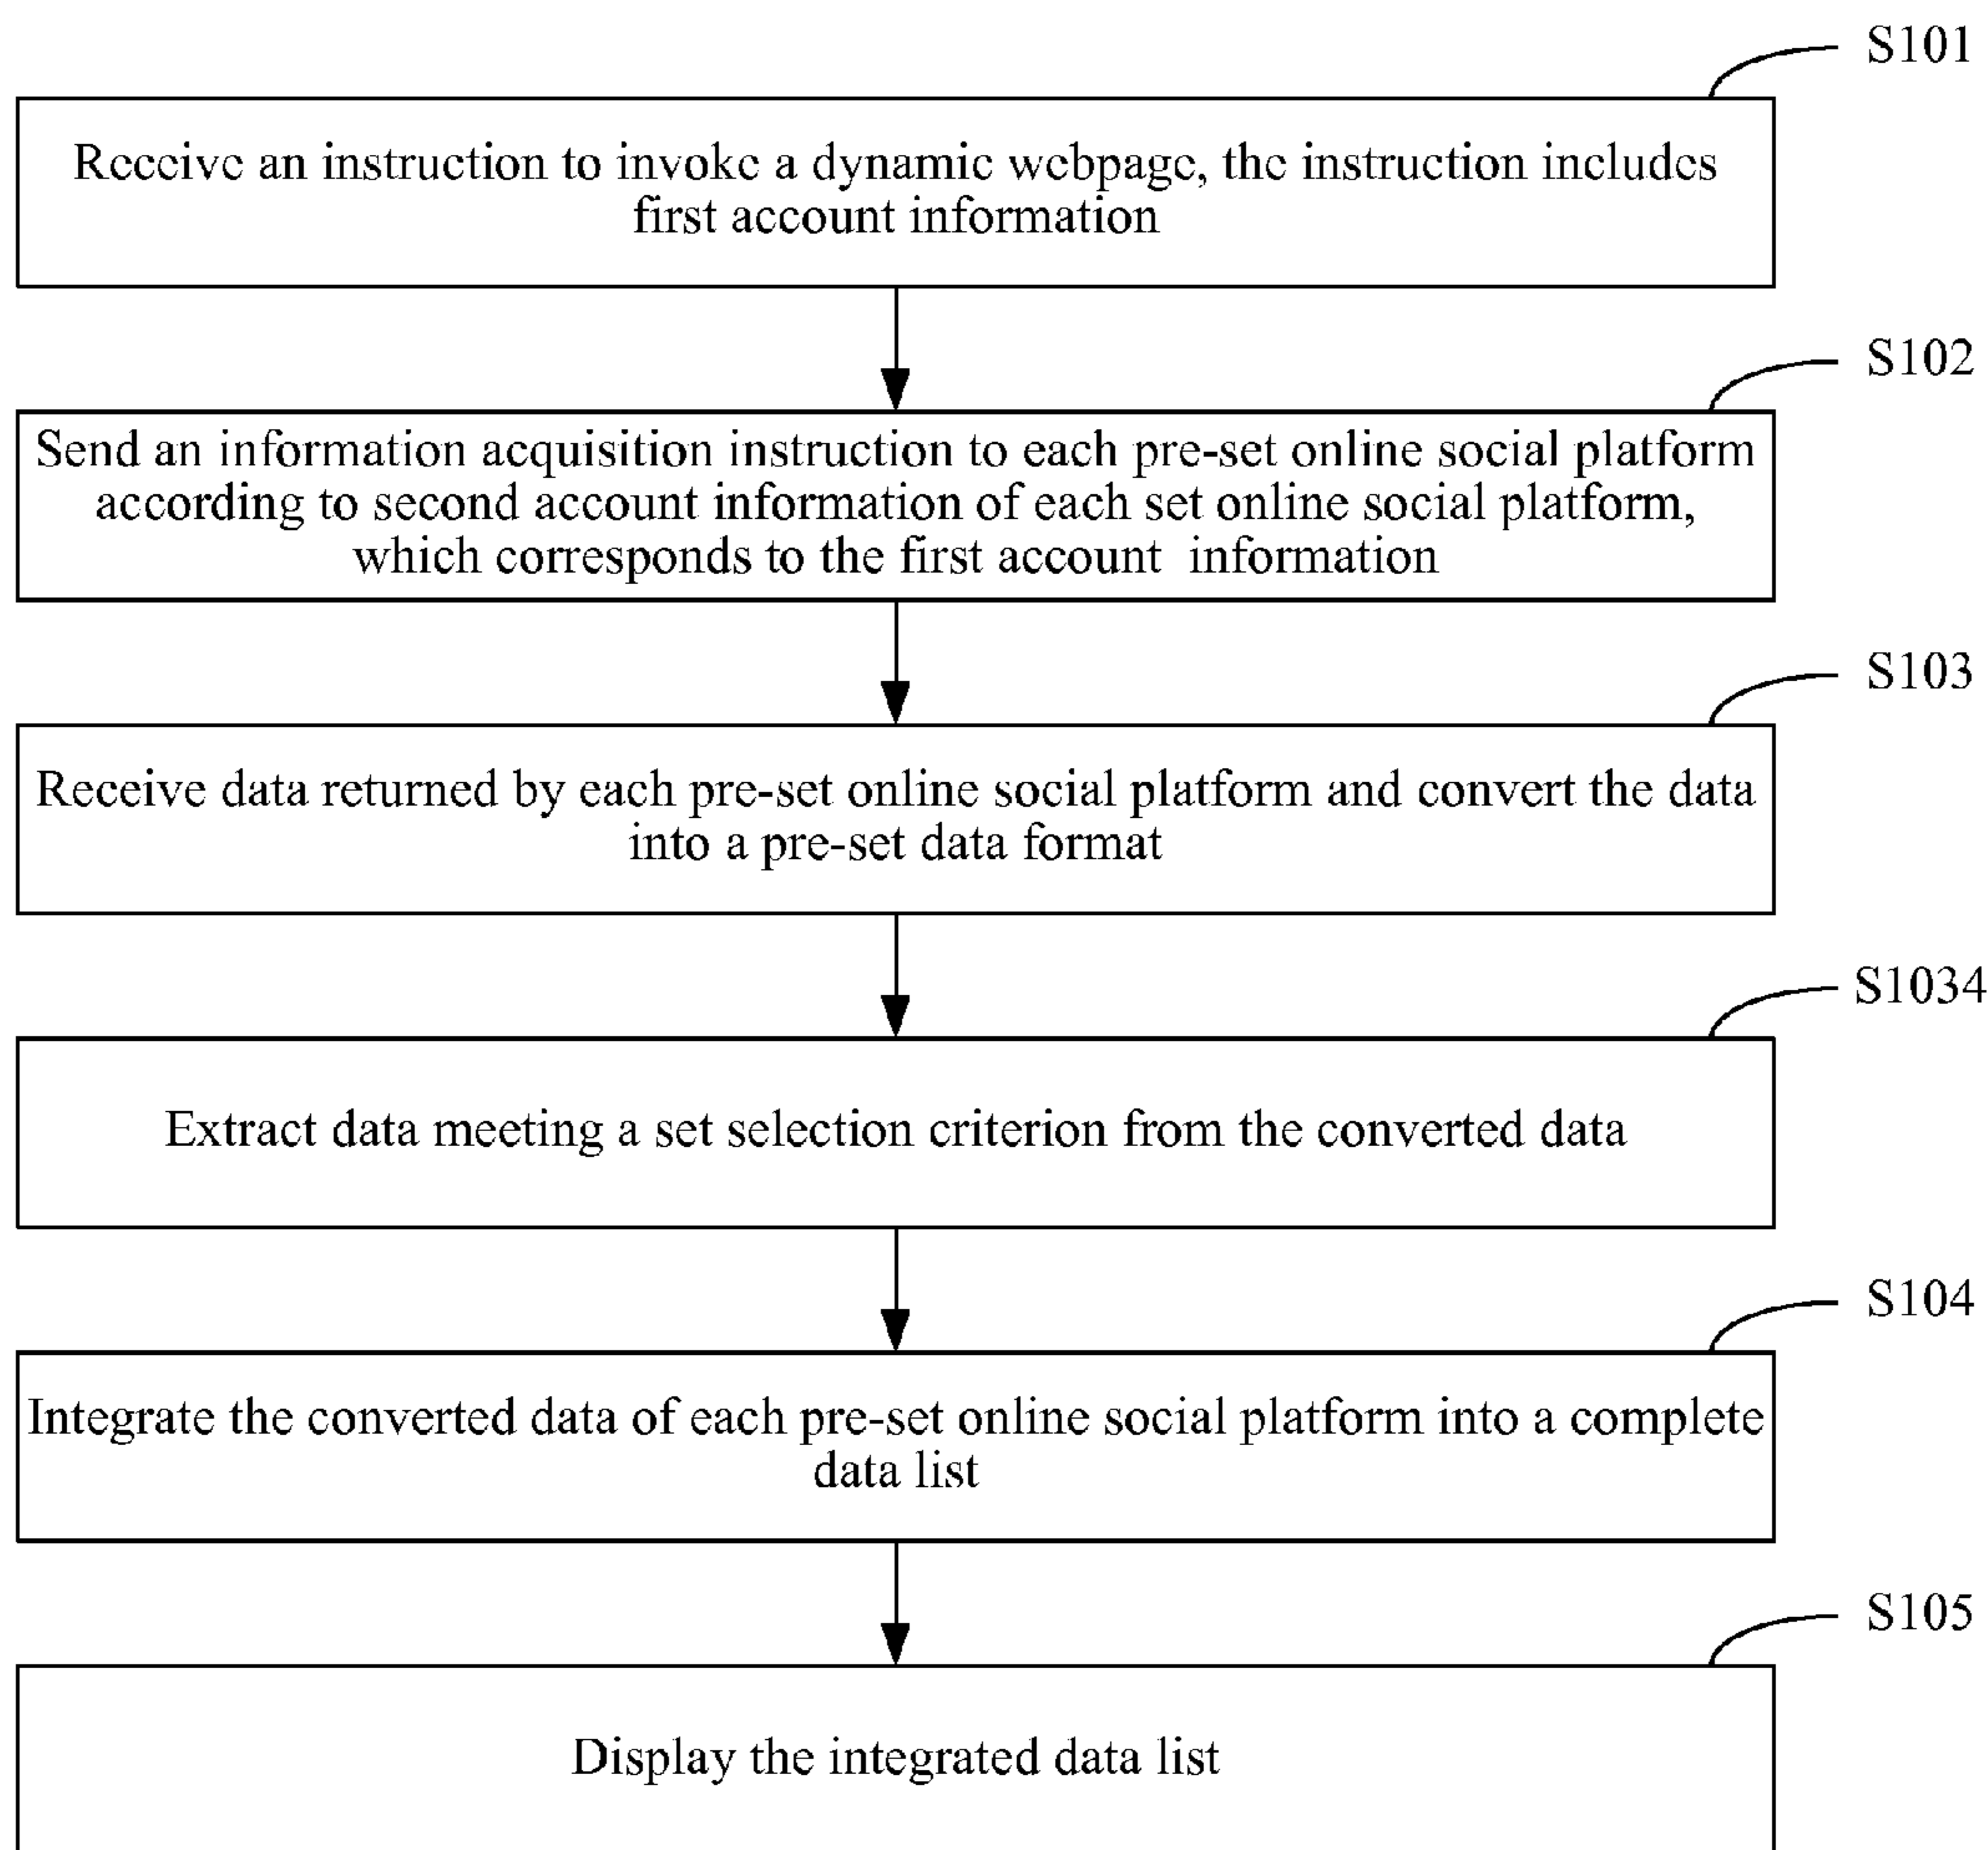 S101
Receive an instruction to invoke a dynamic webpage, the instruction includes
first account information
S102
Send an information acquisition instruction to each pre-set online social platform
according to second account information of each set online social platform,
which corresponds to the first account information
S103
Receive data returned by each pre-set online social platform and convert the data
into a pre-set data format
S1034
Extract data meeting a set selection criterion from the converted data
S104
Integrate the converted data of each pre-set online social platform into a complete
data list
S105
Display the integrated data list